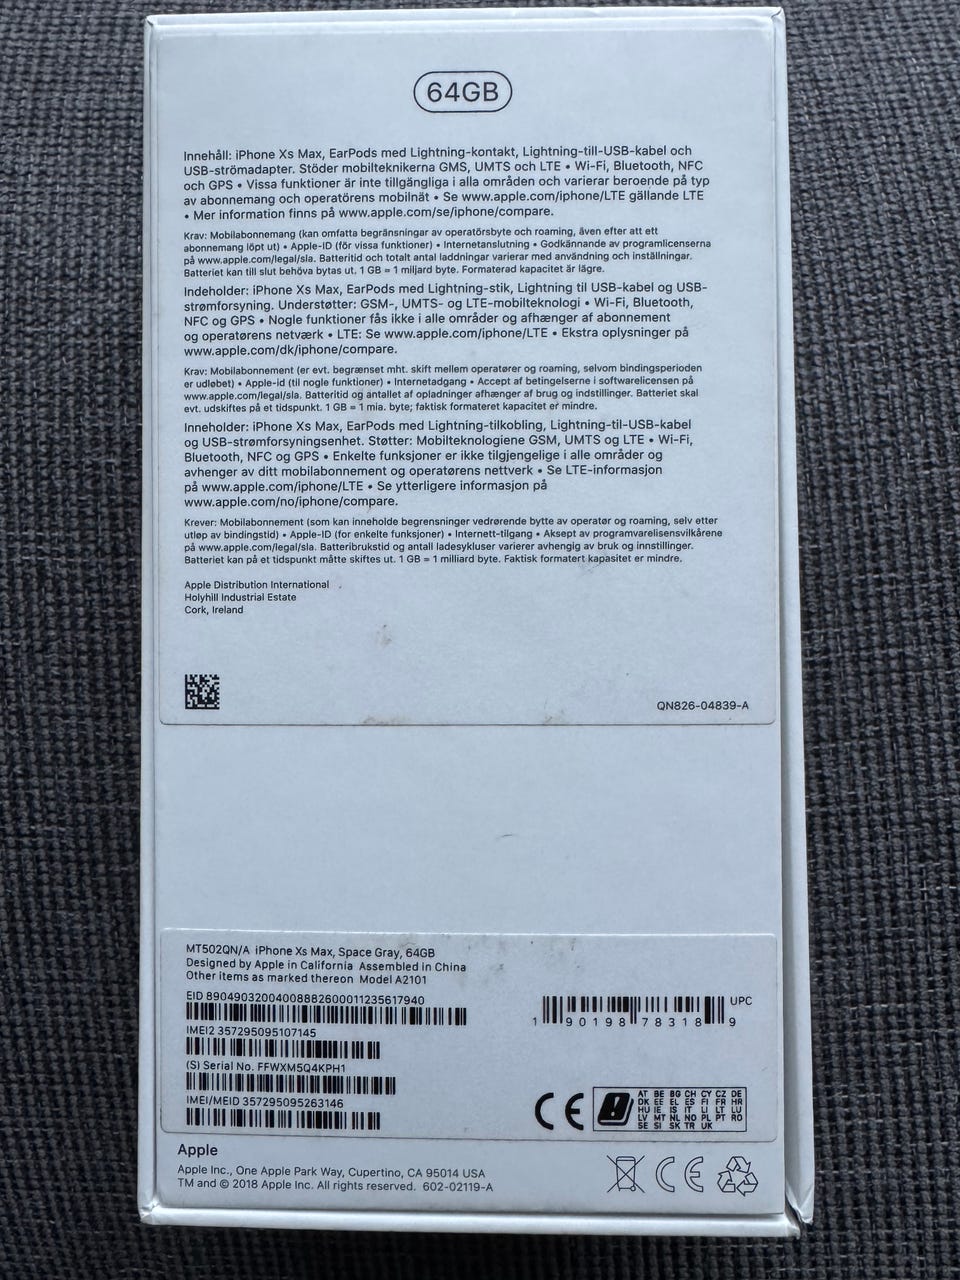 64GB
Innehåll: iPhone Xs Max, EarPods med Lightning-kontakt, Lightning-till-USB-kabel och
USB-strömadapter. Stöder mobilteknikerna GMS, UMTS och LTE • Wi-Fi, Bluetooth, NFC
och GPS • Vissa funktioner är inte tillgängliga i alla områden och varierar beroende på typ
av abonnemang och operatörens mobilnät • Se www.apple.com/iphone/LTE gällande LTE
• Mer information finns på www.apple.com/se/iphone/compare.
Krav: Mobilabonnemang (kan omfatta begränsningar av operatörsbyte och roaming, även efter att ett
abonnemang löpt ut) • Apple-ID (för vissa funktioner) • Internetanslutning • Godkännande av programlicenserna
på www.apple.com/legal/sla. Batteritid och totalt antal laddningar varierar med användning och inställningar.
Batteriet kan till slut behöva bytas ut. 1 GB = 1 miljard byte. Formaterad kapacitet är lägre.
Indeholder: iPhone Xs Max, EarPods med Lightning-stik, Lightning til USB-kabel og USB-
strømforsyning. Understøtter: GSM-, UMTS- og LTE-mobilteknologi • Wi-Fi, Bluetooth,
NFC og GPS • Nogle funktioner fås ikke i alle områder og afhænger af abonnement
og operatørens netværk • LTE: Se www.apple.com/iphone/LTE • Ekstra oplysninger på
www.apple.com/dk/iphone/compare.
Krav: Mobilabonnement (er evt. begrænset mht. skift mellem operatører og roaming, selvom bindingsperioden
er udløbet) • Apple-id (til nogle funktioner) • Internetadgang • Accept af betingelserne i softwarelicensen på
www.apple.com/legal/sla. Batteritid og antallet af opladninger afhænger af brug og indstillinger. Batteriet skal
evt. udskiftes på et tidspunkt. 1 GB = 1 mia. byte; faktisk formateret kapacitet er mindre.
Inneholder: iPhone Xs Max, EarPods med Lightning-tilkobling, Lightning-til-USB-kabel
og USB-strømforsyningsenhet. Støtter: Mobilteknologiene GSM, UMTS og LTE • Wi-Fi,
Bluetooth, NFC og GPS • Enkelte funksjoner er ikke tilgjengelige i alle områder og
avhenger av ditt mobilabonnement og operatørens nettverk • Se LTE-informasjon
på www.apple.com/iphone/LTE • Se ytterligere informasjon på
www.apple.com/no/iphone/compare.
Krever: Mobilabonnement (som kan inneholde begrensninger vedrørende bytte av operatør og roaming, selv etter
utløp av bindingstid) • Apple-ID (for enkelte funksjoner) • Internett-tilgang • Aksept av programvarelisensvilkårene
på www.apple.com/legal/sla. Batteribrukstid og antall ladesykluser varierer avhengig av bruk og innstillinger.
Batteriet kan på et tidspunkt måtte skiftes ut. 1 GB = 1 milliard byte. Faktisk formatert kapasitet er mindre.
Apple Distribution International
Holyhill Industrial Estate
Cork, Ireland
QN826-04839-A
MT502QN/A iPhone Xs Max, Space Gray, 64GB
Designed by Apple in California Assembled in China
Other items as marked thereon Model A2101
EID 89049032004008882600011235617940
UPC
1 90198 78318 9
IMEI2 357295095107145
(S) Serial No. FFWXM5Q4KPH1
IMEI/MEID 357295095263146
CE
AT BE BG CH CY CZ DE
DK EE EL ES FI FR HR
HU IE IS IT LI LT LU
LV MT NL NO PL PT RO
SE SI SK TR UK
Apple
Apple Inc., One Apple Park Way, Cupertino, CA 95014 USA
TM and © 2018 Apple Inc. All rights reserved. 602-02119-A
CE